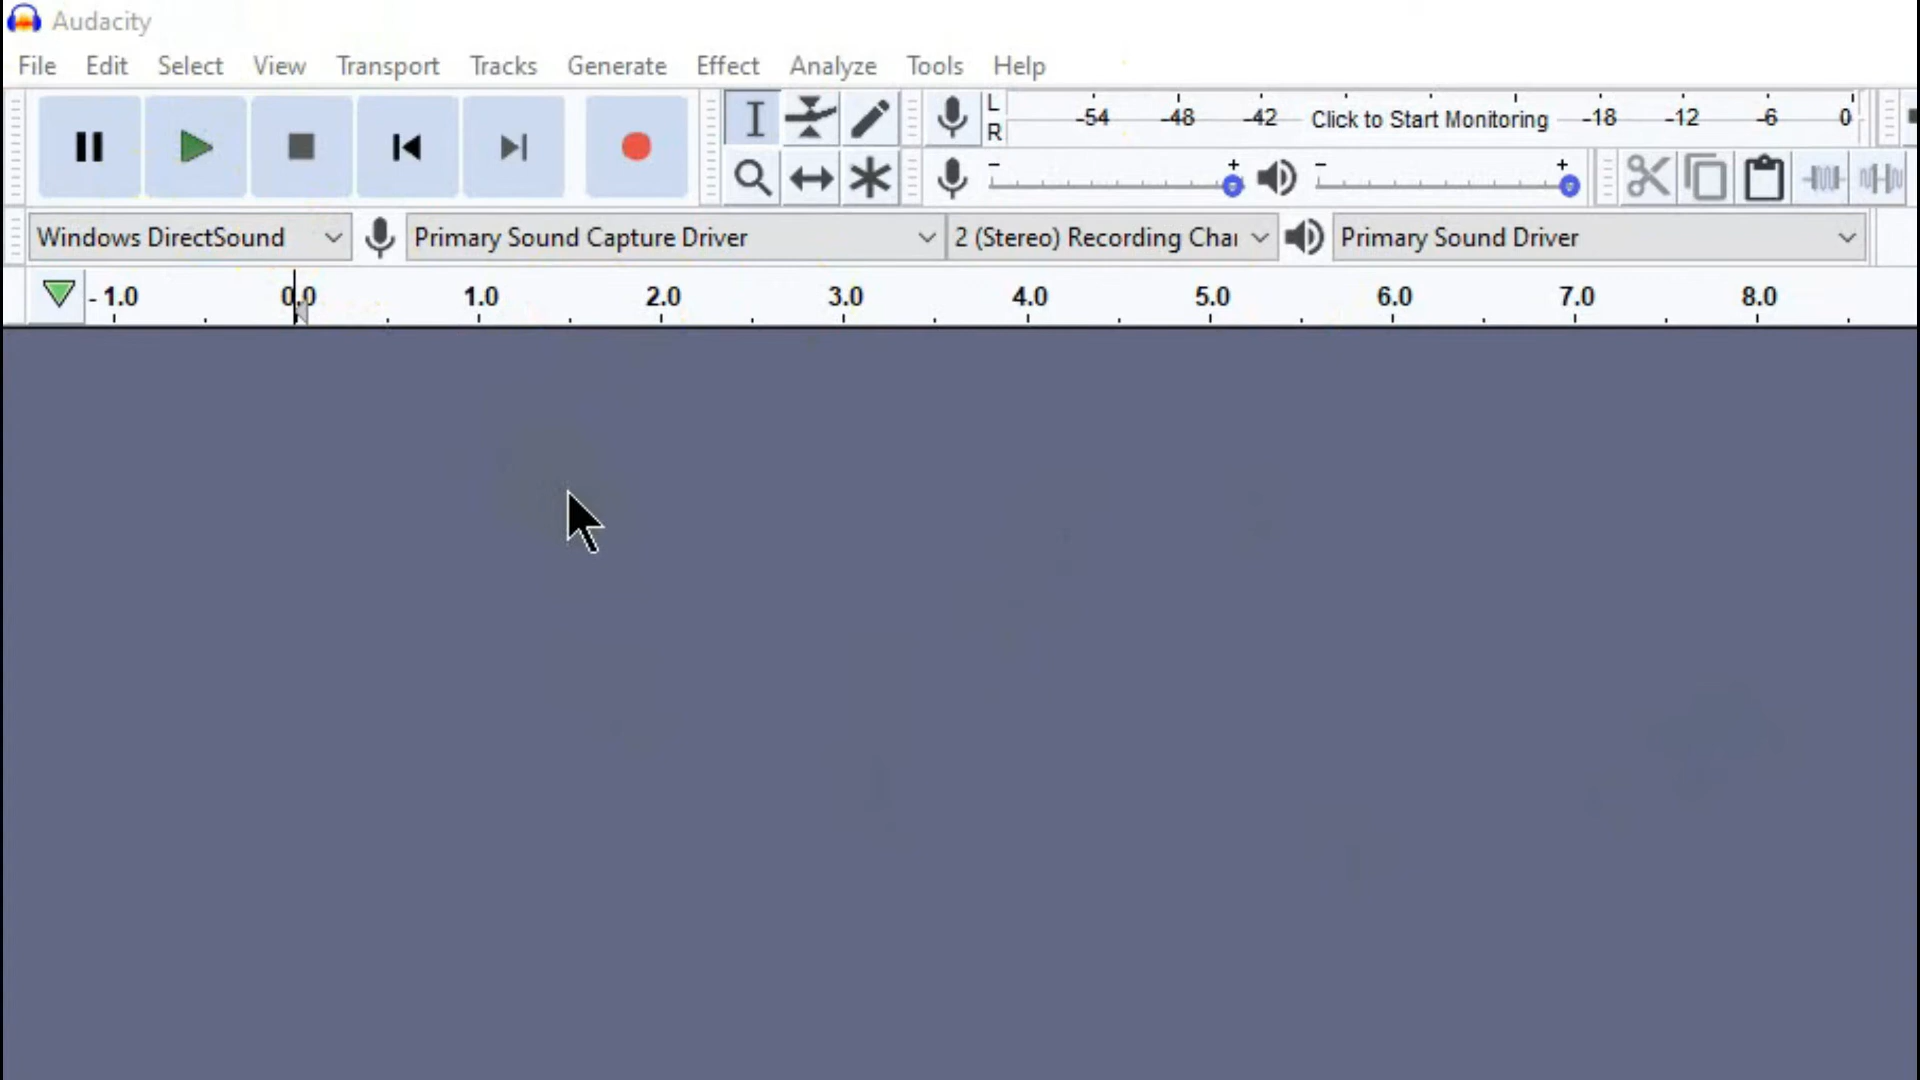 Audacity
File Edit Select View Transport Tracks Generate Effect Analyze Tools Help
L
R
-54 -48 -42 Click to Start Monitoring -18 -12 -6 0
- + - +
Windows DirectSound Primary Sound Capture Driver 2 (Stereo) Recording Chai Primary Sound Driver
- 1.0 0.0 1.0 2.0 3.0 4.0 5.0 6.0 7.0 8.0